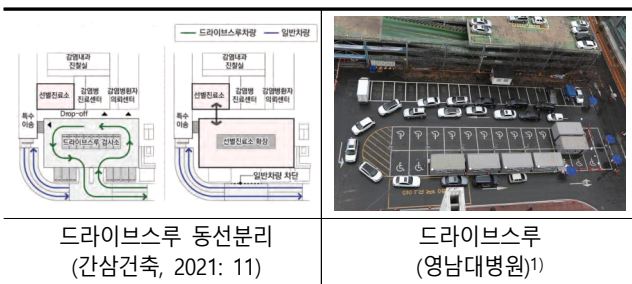 드라이브스루차량 일반차량
감염내과
진찰실
선별진료소
감염병
진료센터
감염병환자
의뢰센터
특수
이송
Drop-off
드라이브스루 검사소
감염내과
진찰실
선별진료소
감염병
진료센터
감염병환자
의뢰센터
특수
이송
선별진료소 확장
일반차량 차단
드라이브스루 동선분리
(간삼건축, 2021: 11)
드라이브스루
(영남대병원)1)